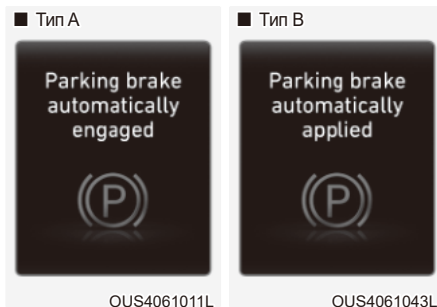 ■ Тип A
Parking brake
automatically
engaged
P
OUS4061011L
■ Тип B
Parking brake
automatically
applied
P
OUS4061043L